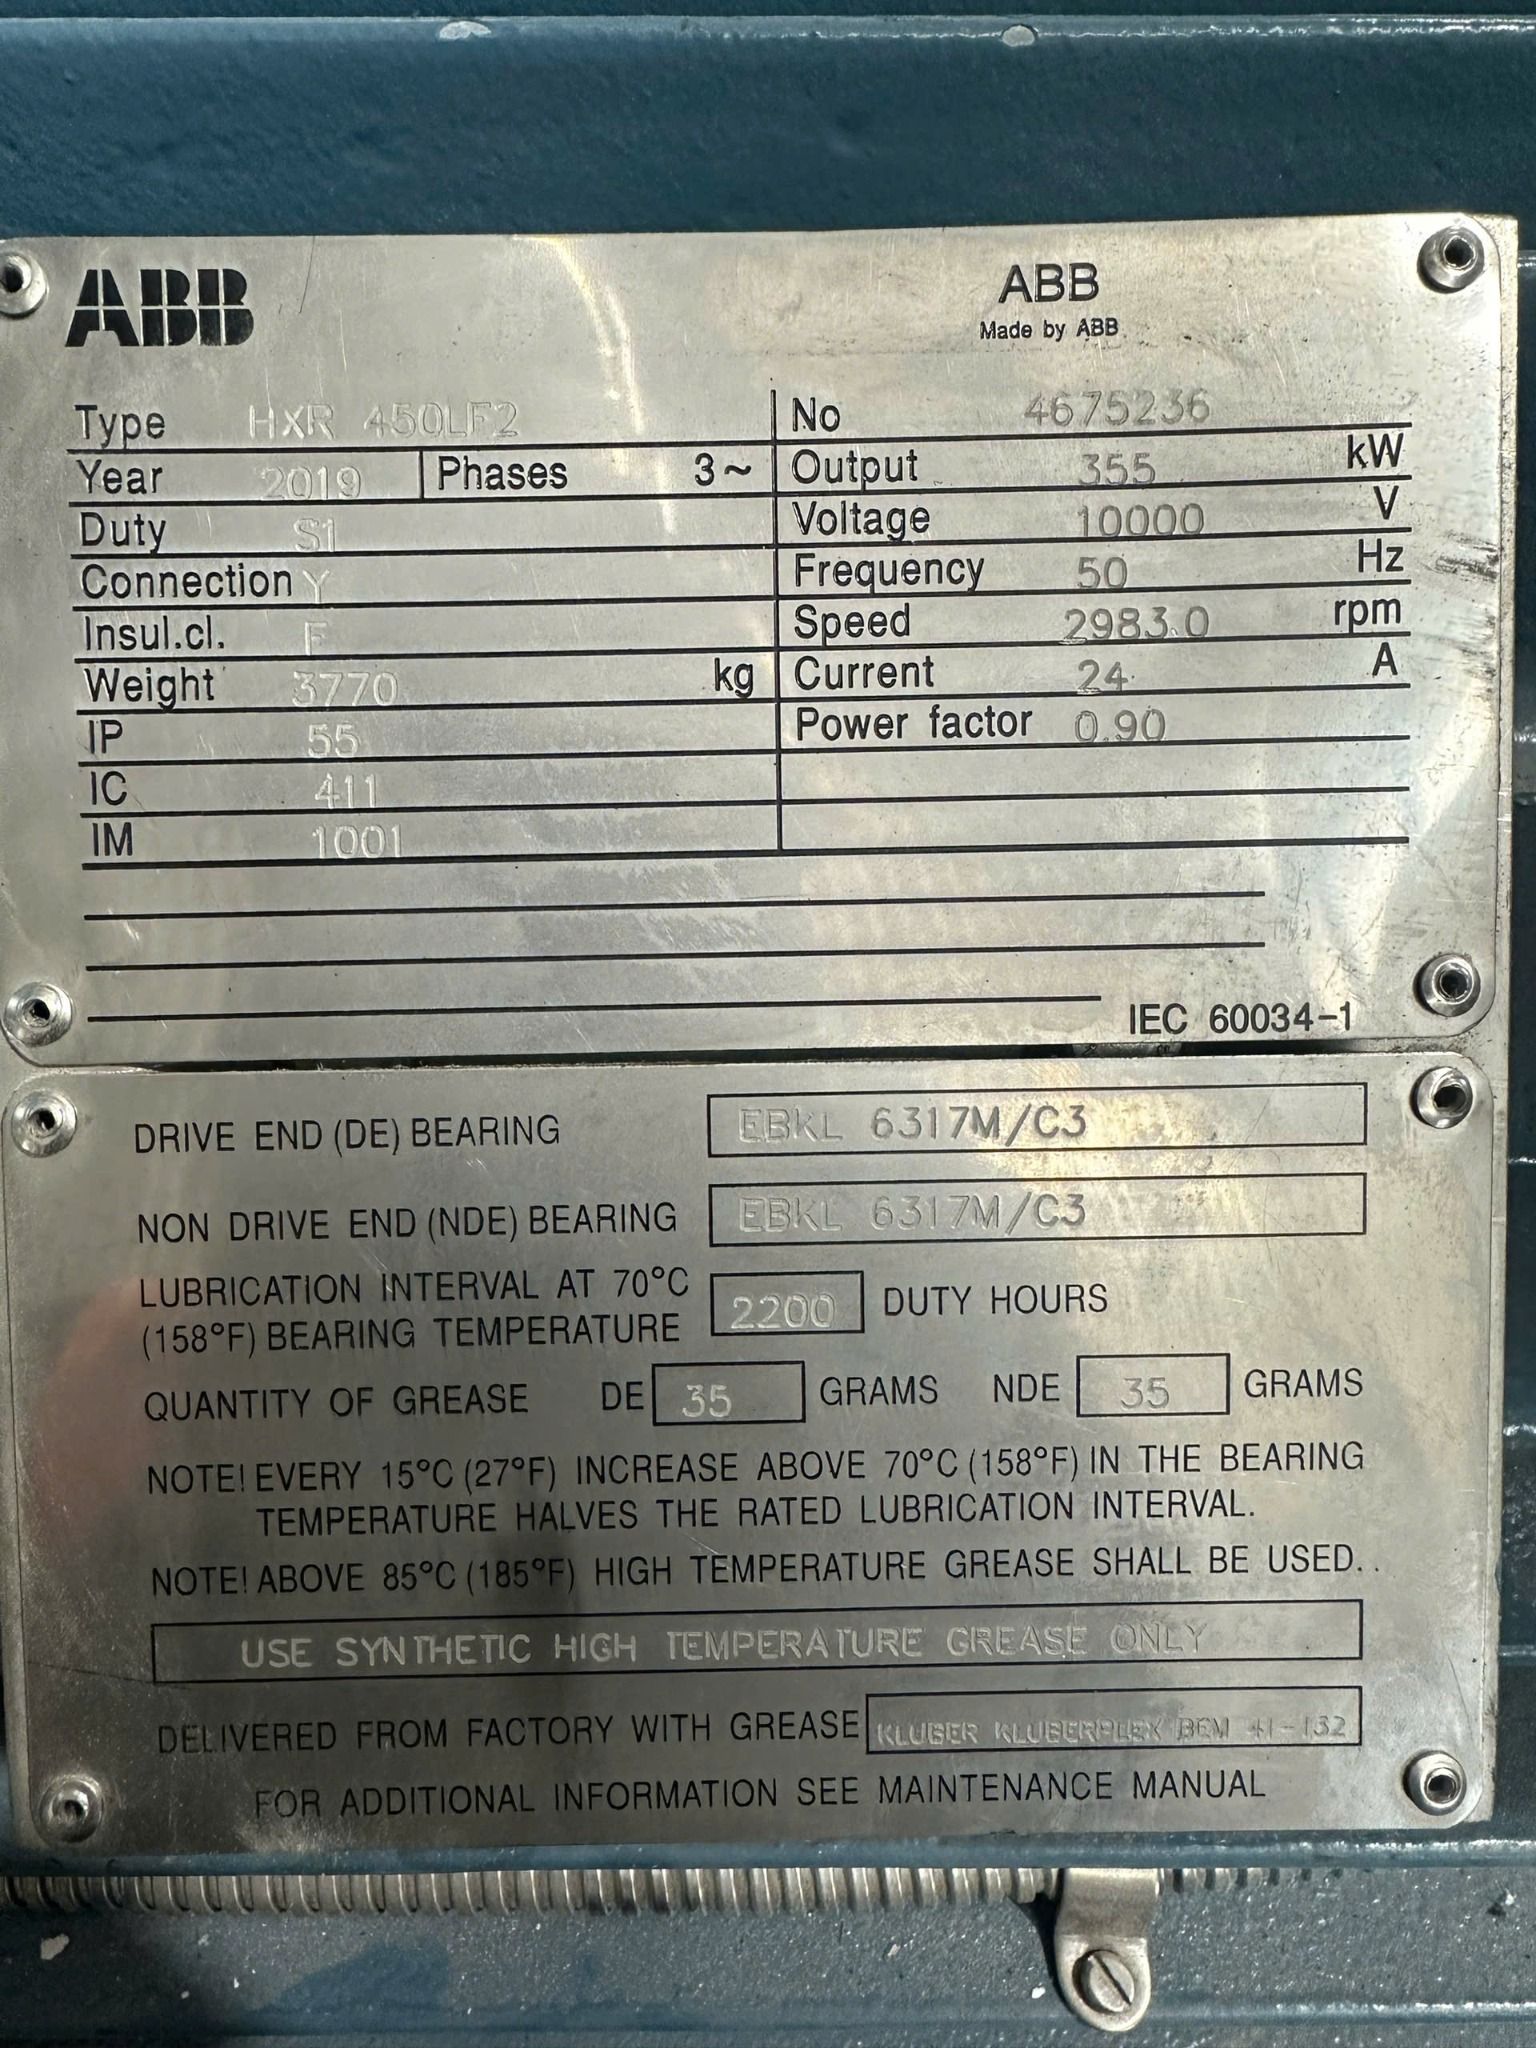 ABB ABB
Made by ABB
Type HXR 450LF2 No 4675236
Year 2019 Phases 3~ Output 355 kW
Duty S1 Voltage 10000 V
Connection Y Frequency 50 Hz
Insul.cl. F Speed 2983.0 rpm
Weight 3770 kg Current 24 A
IP 55 Power factor 0.90
IC 411
IM 1001
IEC 60034-1
DRIVE END (DE) BEARING EBKL 6317M/C3
NON DRIVE END (NDE) BEARING EBKL 6317M/C3
LUBRICATION INTERVAL AT 70°C
(158°F) BEARING TEMPERATURE 2200 DUTY HOURS
QUANTITY OF GREASE DE 35 GRAMS NDE 35 GRAMS
NOTE! EVERY 15°C (27°F) INCREASE ABOVE 70°C (158°F) IN THE BEARING
TEMPERATURE HALVES THE RATED LUBRICATION INTERVAL.
NOTE! ABOVE 85°C (185°F) HIGH TEMPERATURE GREASE SHALL BE USED..
USE SYNTHETIC HIGH TEMPERATURE GREASE ONLY
DELIVERED FROM FACTORY WITH GREASE KLUBER KLUBERPLEX BEM 41-132
FOR ADDITIONAL INFORMATION SEE MAINTENANCE MANUAL